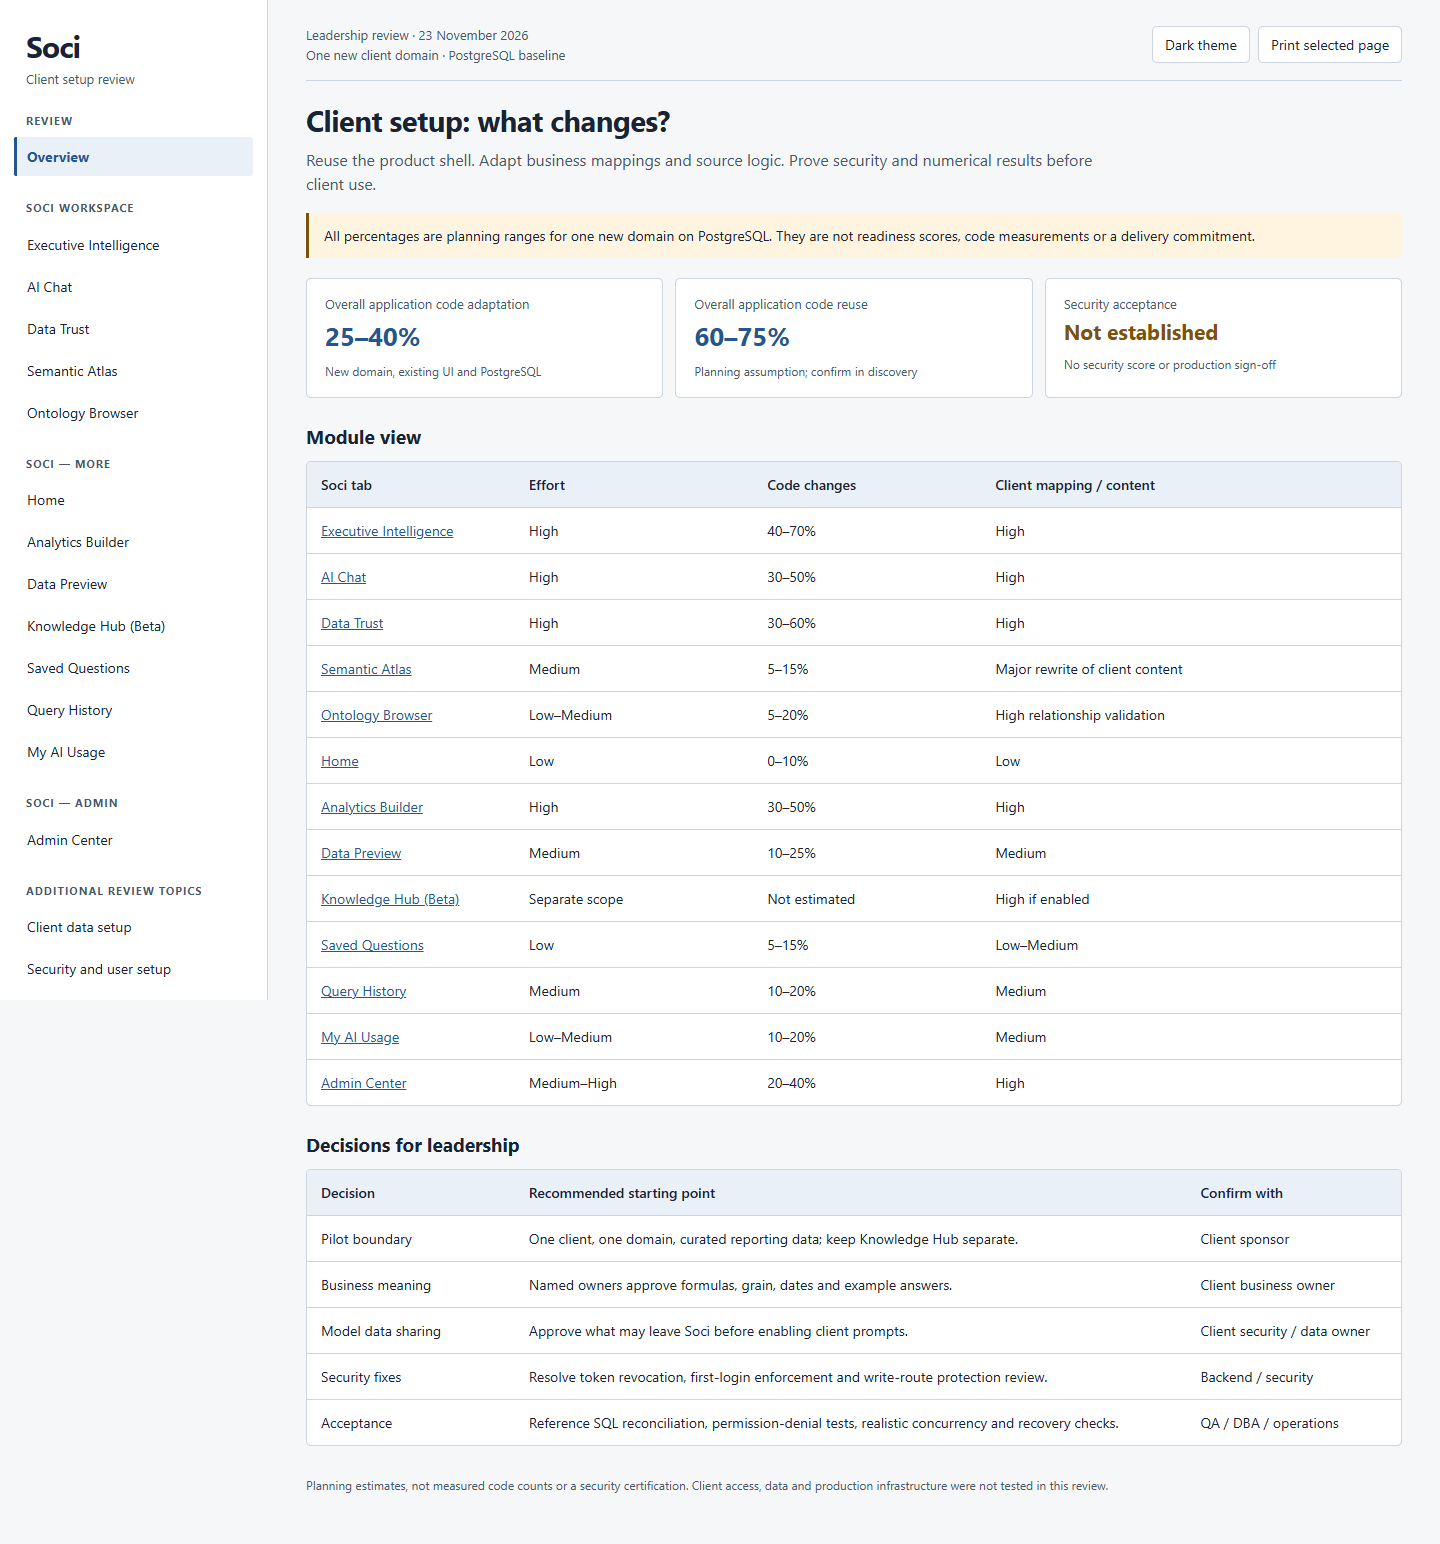 Soci
Client setup review
REVIEW
Overview
SOCI WORKSPACE
Executive Intelligence
AI Chat
Data Trust
Semantic Atlas
Ontology Browser
SOCI — MORE
Home
Analytics Builder
Data Preview
Knowledge Hub (Beta)
Saved Questions
Query History
My AI Usage
SOCI — ADMIN
Admin Center
ADDITIONAL REVIEW TOPICS
Client data setup
Security and user setup
Leadership review · 23 November 2026
One new client domain · PostgreSQL baseline
Dark theme
Print selected page
Client setup: what changes?
Reuse the product shell. Adapt business mappings and source logic. Prove security and numerical results before
client use.
All percentages are planning ranges for one new domain on PostgreSQL. They are not readiness scores, code measurements or a delivery commitment.
Overall application code adaptation
25–40%
New domain, existing UI and PostgreSQL
Overall application code reuse
60–75%
Planning assumption; confirm in discovery
Security acceptance
Not established
No security score or production sign-off
Module view
Soci tab Effort Code changes Client mapping / content
Executive Intelligence High 40–70% High
AI Chat High 30–50% High
Data Trust High 30–60% High
Semantic Atlas Medium 5–15% Major rewrite of client content
Ontology Browser Low–Medium 5–20% High relationship validation
Home Low 0–10% Low
Analytics Builder High 30–50% High
Data Preview Medium 10–25% Medium
Knowledge Hub (Beta) Separate scope Not estimated High if enabled
Saved Questions Low 5–15% Low–Medium
Query History Medium 10–20% Medium
My AI Usage Low–Medium 10–20% Medium
Admin Center Medium–High 20–40% High
Decisions for leadership
Decision Recommended starting point Confirm with
Pilot boundary One client, one domain, curated reporting data; keep Knowledge Hub separate. Client sponsor
Business meaning Named owners approve formulas, grain, dates and example answers. Client business owner
Model data sharing Approve what may leave Soci before enabling client prompts. Client security / data owner
Security fixes Resolve token revocation, first-login enforcement and write-route protection review. Backend / security
Acceptance Reference SQL reconciliation, permission-denial tests, realistic concurrency and recovery checks. QA / DBA / operations
Planning estimates, not measured code counts or a security certification. Client access, data and production infrastructure were not tested in this review.